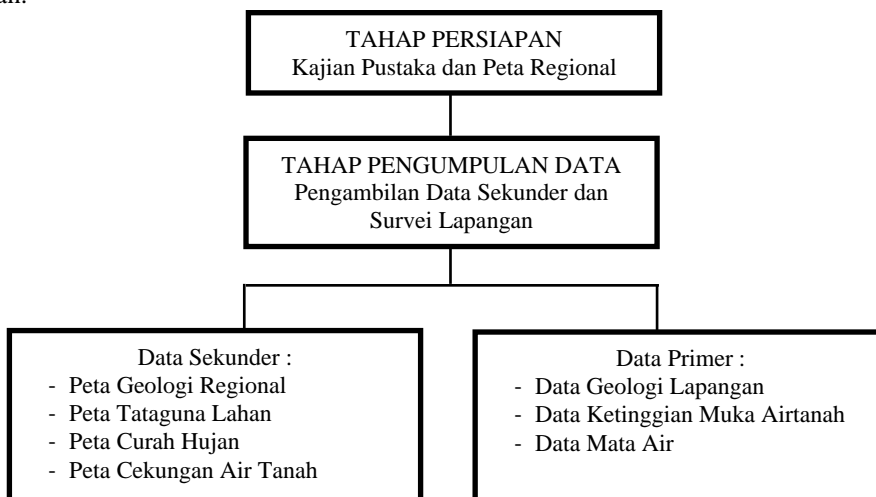 TAHAP PERSIAPAN
Kajian Pustaka dan Peta Regional
TAHAP PENGUMPULAN DATA
Pengambilan Data Sekunder dan
Survei Lapangan
Data Sekunder :
- Peta Geologi Regional
- Peta Tataguna Lahan
- Peta Curah Hujan
- Peta Cekungan Air Tanah
Data Primer :
- Data Geologi Lapangan
- Data Ketinggian Muka Airtanah
- Data Mata Air